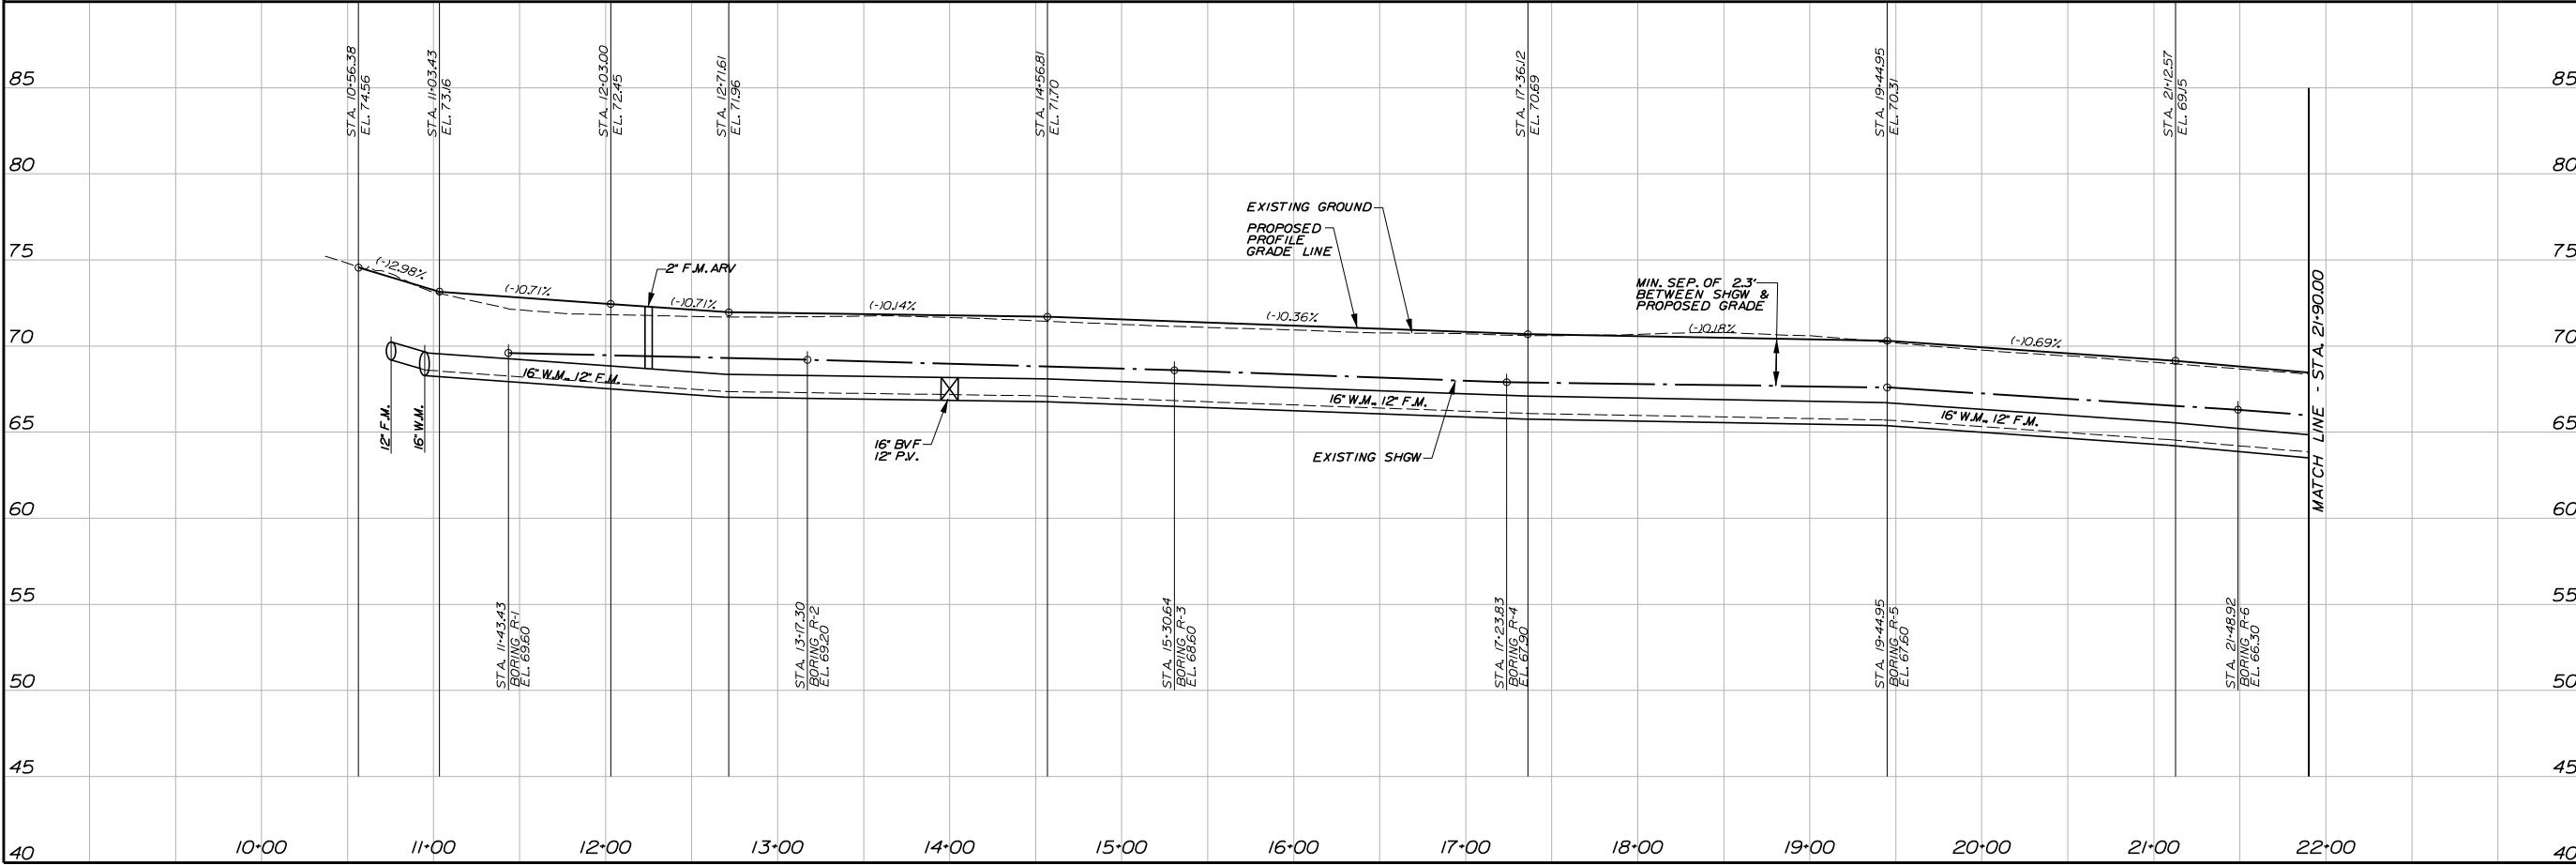 STA. 10+56.38
EL. 74.56
STA. 11+03.43
EL. 73.16
STA. 12+03.00
EL. 72.45
STA. 12+71.61
EL. 71.96
STA. 14+56.81
EL. 71.70
STA. 17+36.12
EL. 70.69
STA. 19+44.95
EL. 70.31
STA. 21+12.57
EL. 69.15
85
85
80
80
75
75
70
70
65
65
60
60
55
55
50
50
45
45
40
40
EXISTING GROUND
PROPOSED
PROFILE
GRADE LINE
(-)2.98%
2" F.M. ARV
(-)0.71%
(-)0.71%
(-)0.14%
(-)0.36%
MIN. SEP. OF 2.3'
BETWEEN SHGW &
PROPOSED GRADE
(-)0.18%
(-)0.69%
MATCH LINE - STA. 21+90.00
16" W.M., 12" F.M.
16" W.M., 12" F.M.
16" W.M., 12" F.M.
12" F.M.
16" W.M.
16" BVF
12" P.V.
EXISTING SHGW
STA. 11+43.43
BORING R-1
EL. 69.60
STA. 13+17.30
BORING R-2
EL. 69.20
STA. 15+30.64
BORING R-3
EL. 68.60
STA. 17+23.83
BORING R-4
EL. 67.90
STA. 19+44.95
BORING R-5
EL. 67.60
STA. 21+48.92
BORING R-6
EL. 66.30
10+00
11+00
12+00
13+00
14+00
15+00
16+00
17+00
18+00
19+00
20+00
21+00
22+00